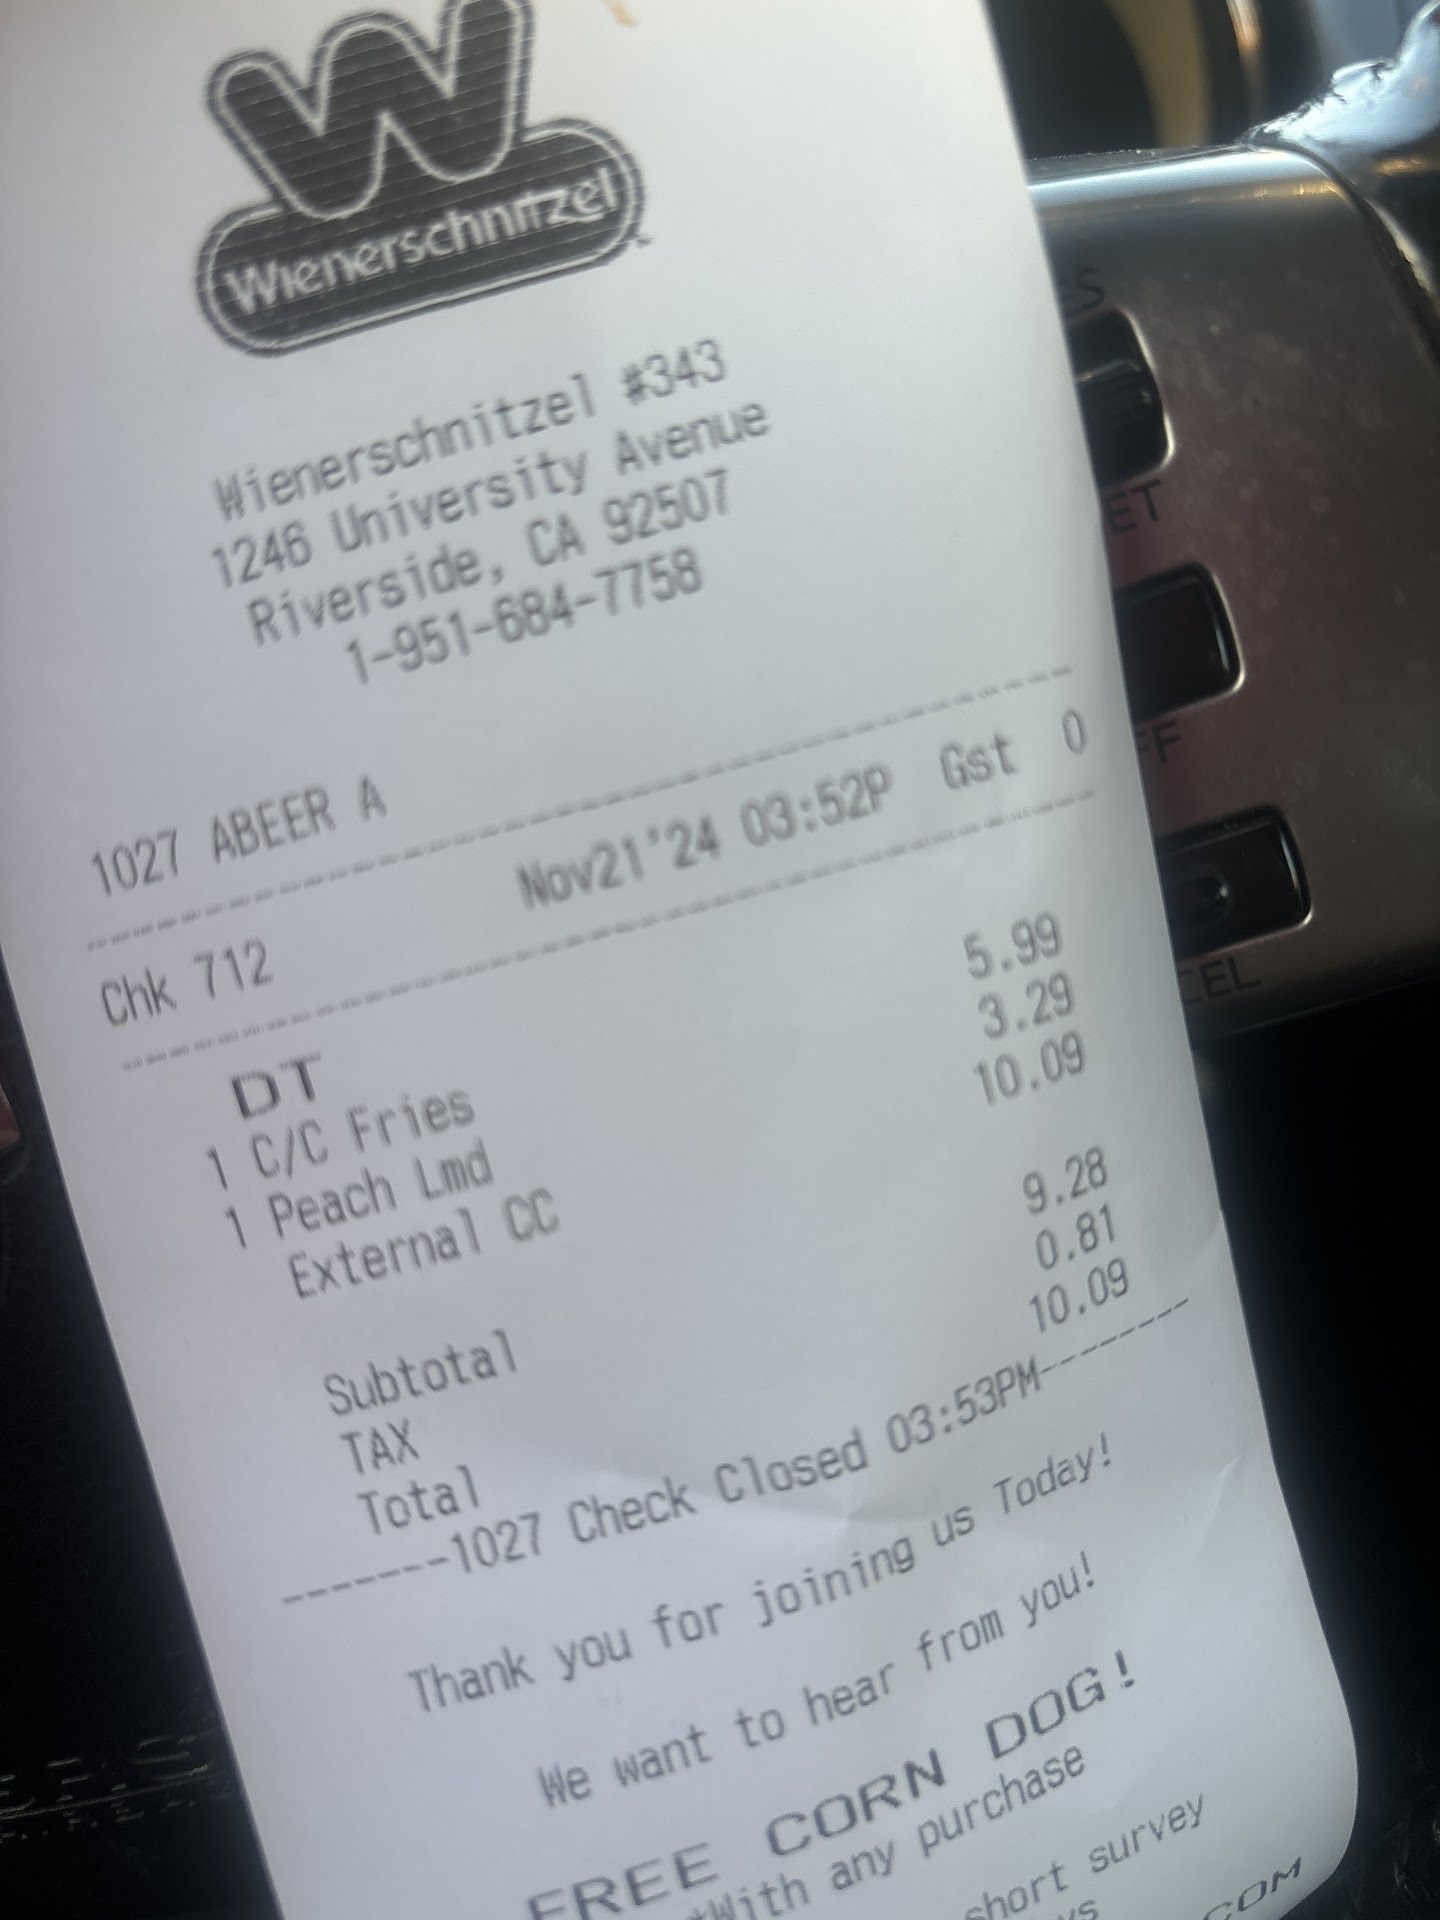 W
Wienerschnitzel
Wienerschnitzel #343
1246 University Avenue
Riverside, CA 92507
1-951-684-7758
1027 ABEER A
Chk 712 Nov21'24 03:52P Gst 0
DT
1 C/C Fries 5.99
1 Peach Lmd 3.29
External CC 10.09
Subtotal 9.28
TAX 0.81
Total 10.09
-------1027 Check Closed 03:53PM-------
Thank you for joining us Today!
We want to hear from you!
FREE CORN DOG!
*With any purchase
short survey
.COM